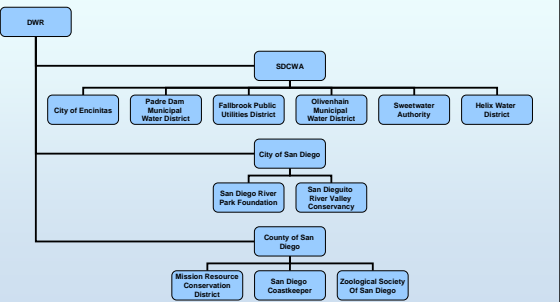 DWR
SDCWA
City of Encinitas
Padre Dam
Municipal
Water District
Fallbrook Public
Utilities District
Olivenhain
Municipal
Water District
Sweetwater
Authority
Helix Water
District
City of San Diego
San Diego River
Park Foundation
San Dieguito
River Valley
Conservancy
County of San
Diego
Mission Resource
Conservation
District
San Diego
Coastkeeper
Zoological Society
Of San Diego